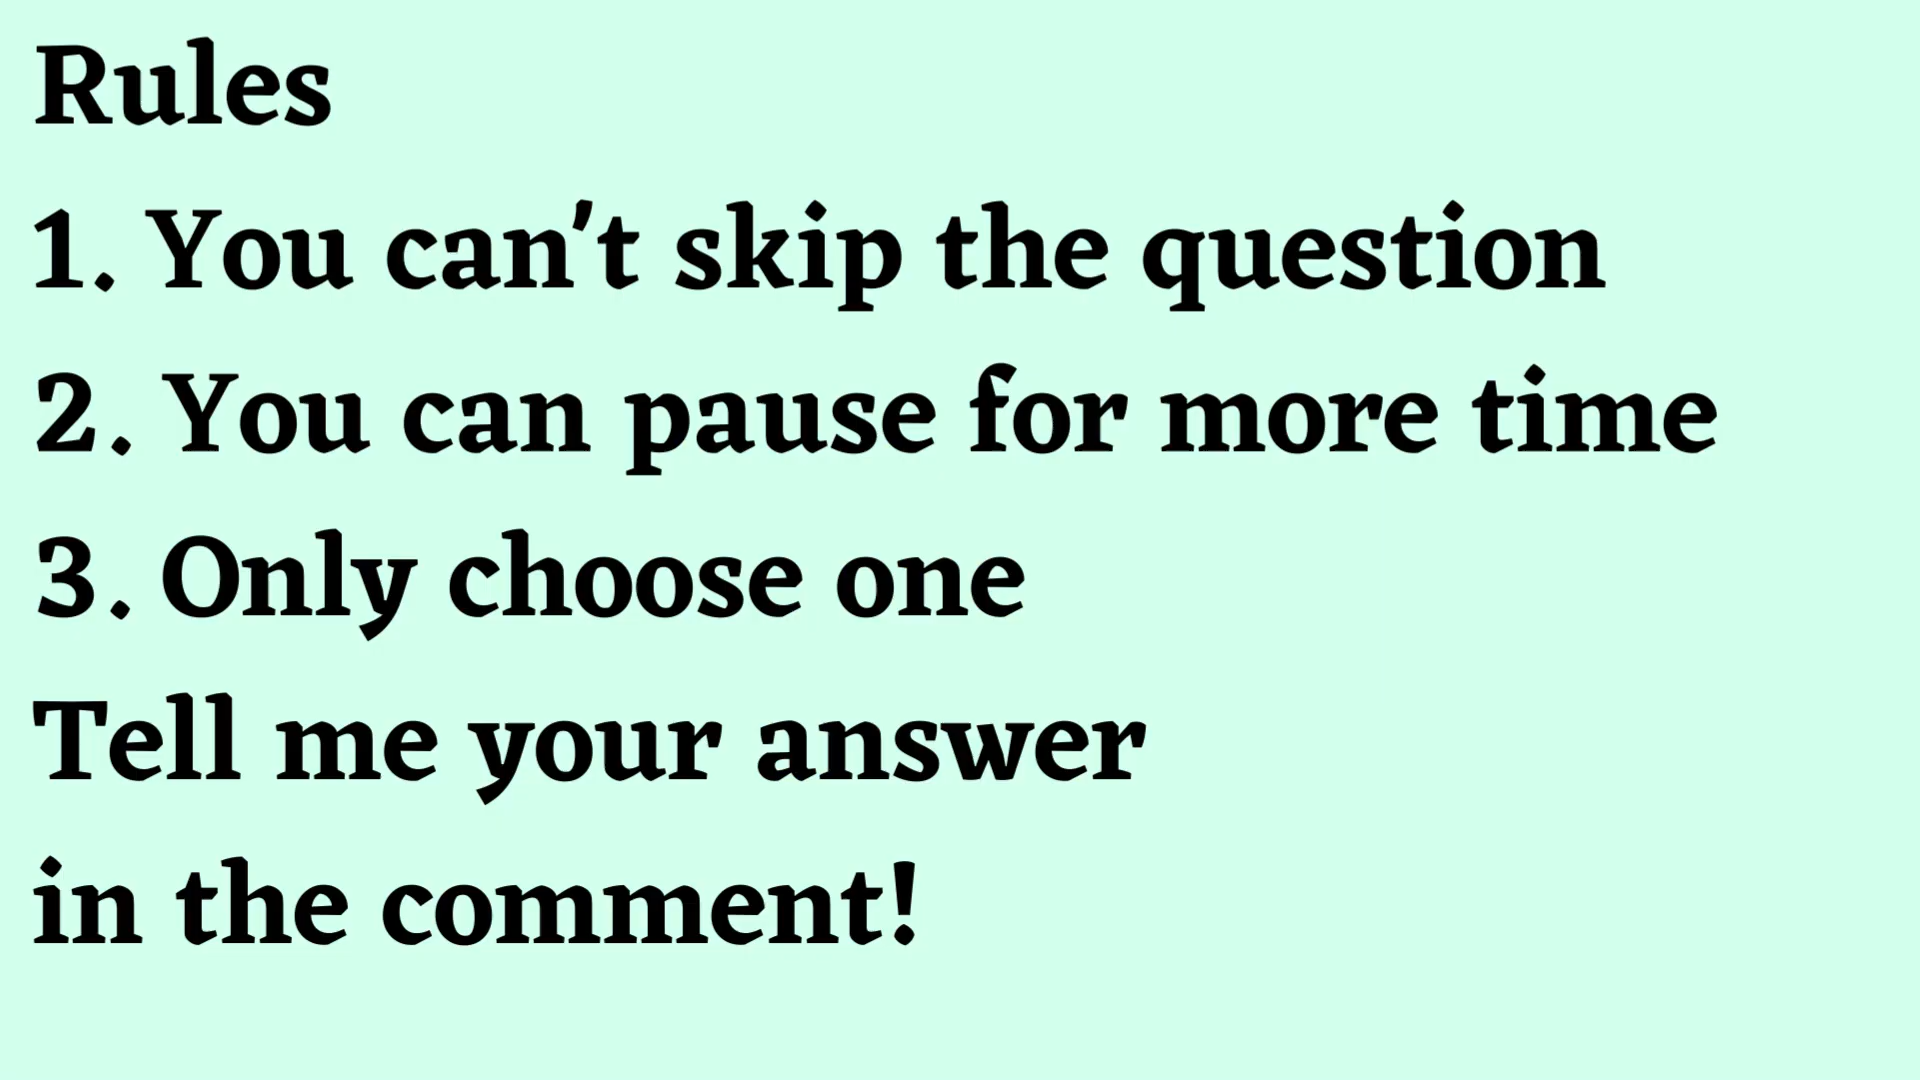 Rules
1. You can't skip the question
2. You can pause for more time
3. Only choose one
Tell me your answer
in the comment!